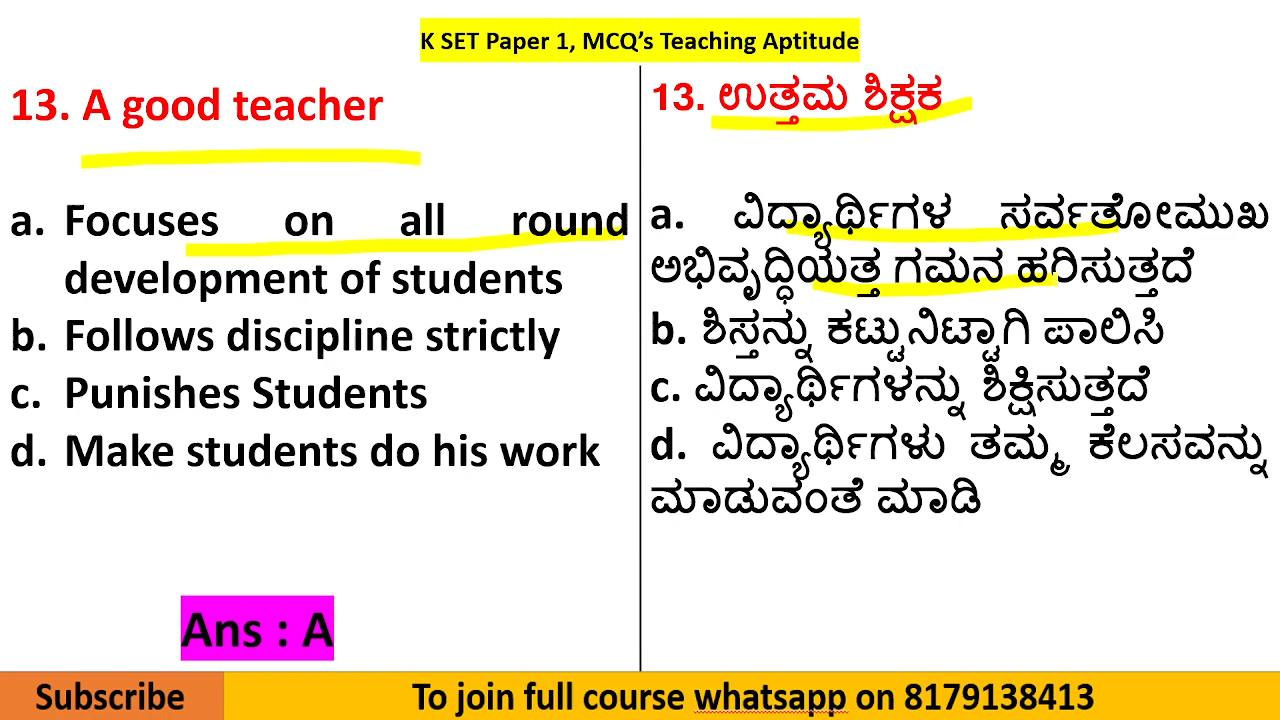 K SET Paper 1, MCQ's Teaching Aptitude
13. A good teacher
a. Focuses on all round
development of students
b. Follows discipline strictly
c. Punishes Students
d. Make students do his work
Ans : A
13. ಉತ್ತಮ ಶಿಕ್ಷಕ
a. ವಿದ್ಯಾರ್ಥಿಗಳ ಸರ್ವತೋಮುಖ
ಅಭಿವೃದ್ಧಿಯತ್ತ ಗಮನ ಹರಿಸುತ್ತದೆ
b. ಶಿಸ್ತನ್ನು ಕಟ್ಟುನಿಟ್ಟಾಗಿ ಪಾಲಿಸಿ
c. ವಿದ್ಯಾರ್ಥಿಗಳನ್ನು ಶಿಕ್ಷಿಸುತ್ತದೆ
d. ವಿದ್ಯಾರ್ಥಿಗಳು ತಮ್ಮ ಕೆಲಸವನ್ನು
ಮಾಡುವಂತೆ ಮಾಡಿ
Subscribe
To join full course whatsapp on 8179138413